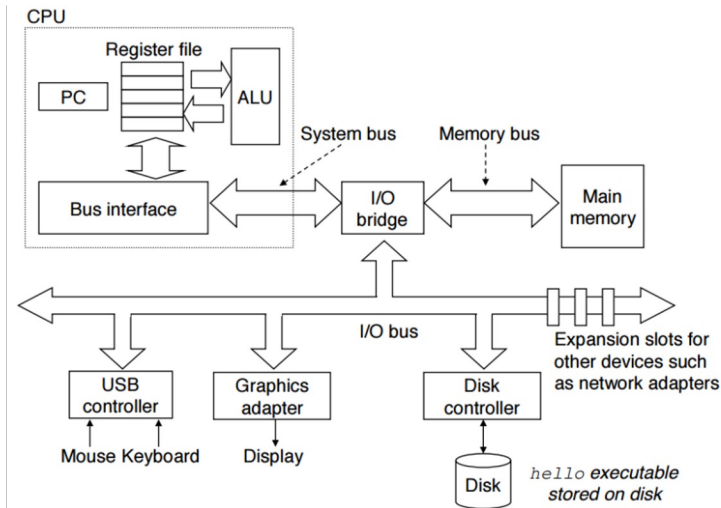 CPU
Register file
PC
ALU
System bus
Memory bus
Bus interface
I/O
bridge
Main
memory
I/O bus
Expansion slots for
other devices such
as network adapters
USB
controller
Graphics
adapter
Disk
controller
Mouse Keyboard
Display
Disk
hello executable
stored on disk